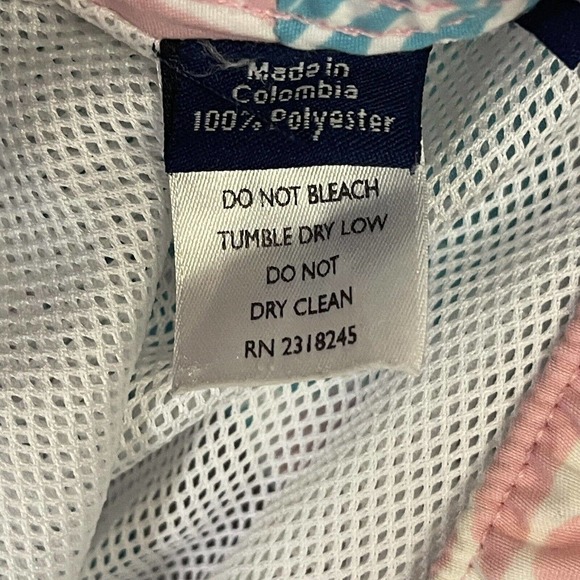 Made in
Colombia
100% Polyester
DO NOT BLEACH
TUMBLE DRY LOW
DO NOT
DRY CLEAN
RN 2318245